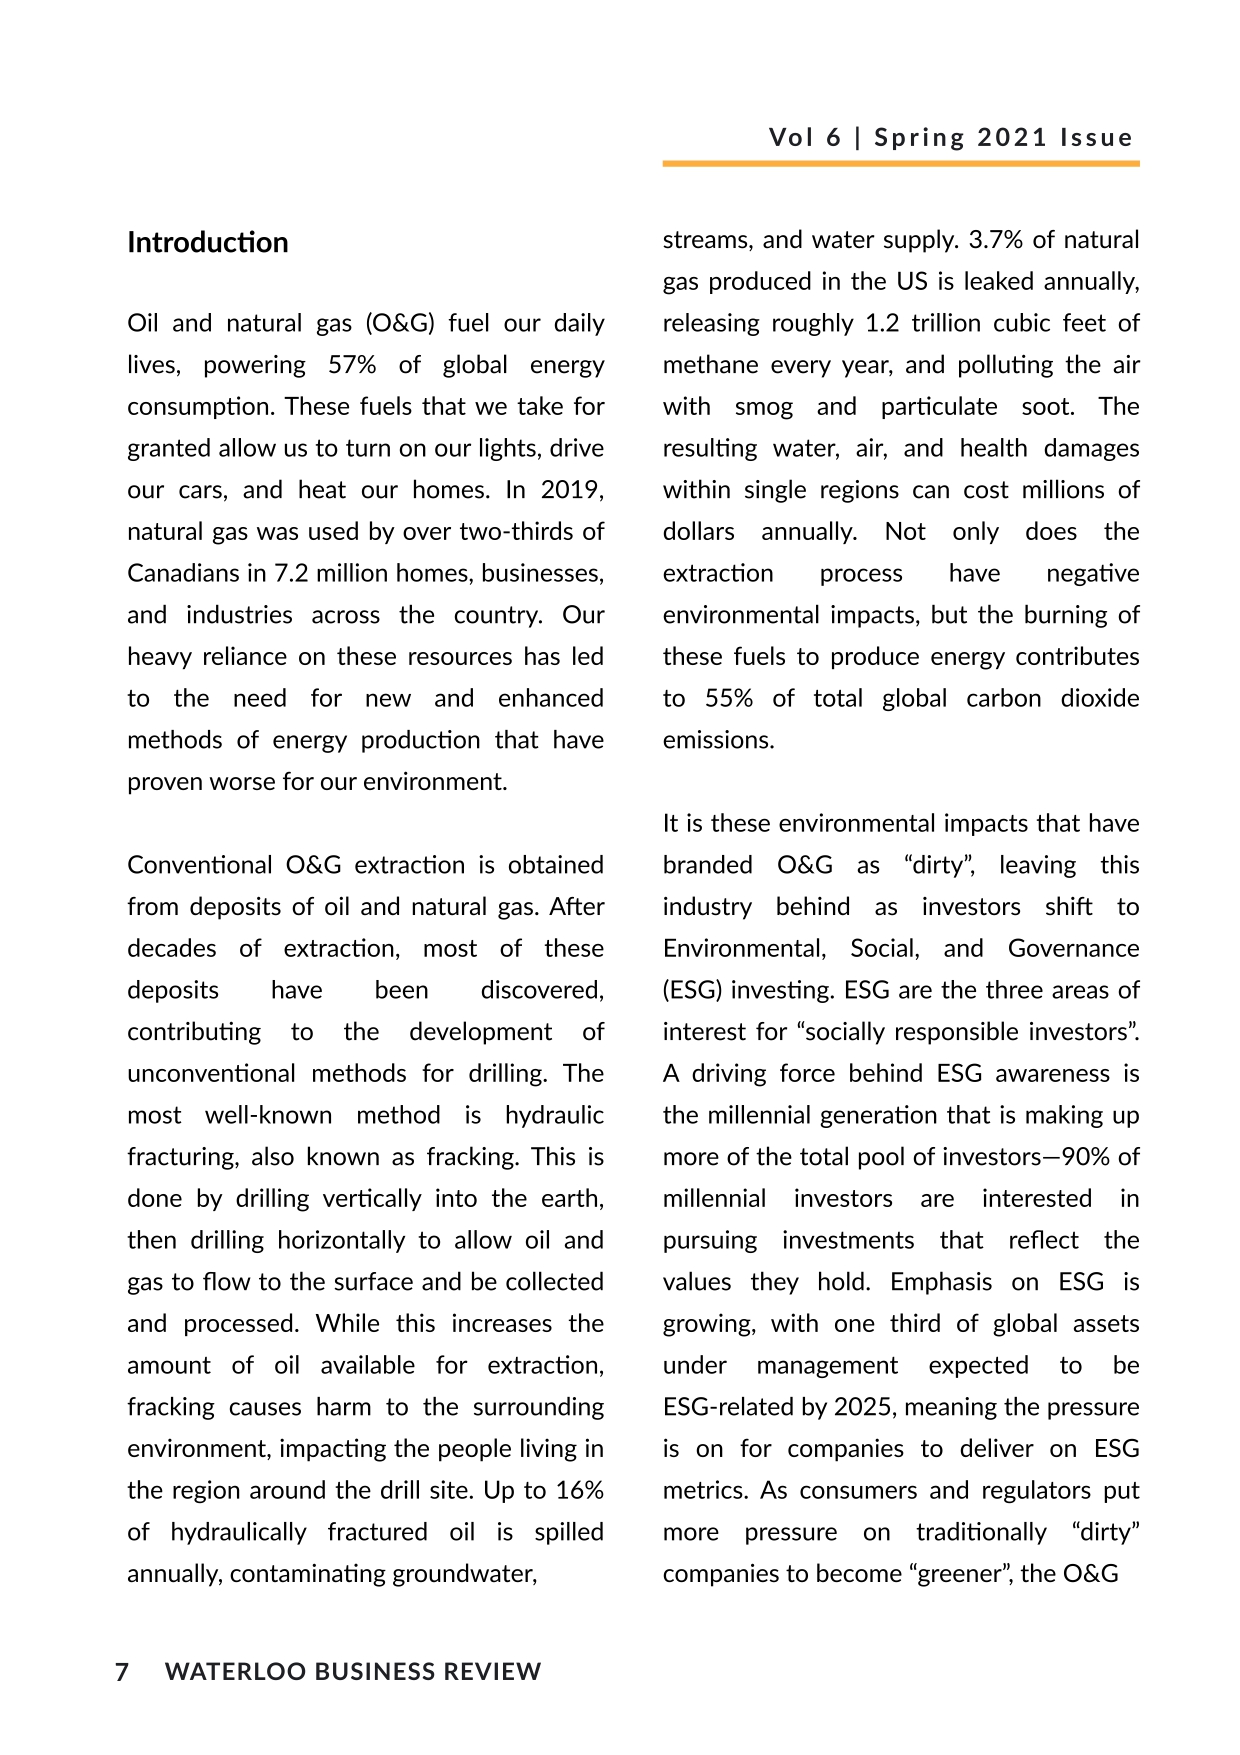 Vol 6 | Spring 2021 Issue
Introduction
Oil and natural gas (O&G) fuel our daily
lives, powering 57% of global energy
consumption. These fuels that we take for
granted allow us to turn on our lights, drive
our cars, and heat our homes. In 2019,
natural gas was used by over two-thirds of
Canadians in 7.2 million homes, businesses,
and industries across the country. Our
heavy reliance on these resources has led
to the need for new and enhanced
methods of energy production that have
proven worse for our environment.
Conventional O&G extraction is obtained
from deposits of oil and natural gas. After
decades of extraction, most of these
deposits have been discovered,
contributing to the development of
unconventional methods for drilling. The
most well-known method is hydraulic
fracturing, also known as fracking. This is
done by drilling vertically into the earth,
then drilling horizontally to allow oil and
gas to flow to the surface and be collected
and processed. While this increases the
amount of oil available for extraction,
fracking causes harm to the surrounding
environment, impacting the people living in
the region around the drill site. Up to 16%
of hydraulically fractured oil is spilled
annually, contaminating groundwater,
streams, and water supply. 3.7% of natural
gas produced in the US is leaked annually,
releasing roughly 1.2 trillion cubic feet of
methane every year, and polluting the air
with smog and particulate soot. The
resulting water, air, and health damages
within single regions can cost millions of
dollars annually. Not only does the
extraction process have negative
environmental impacts, but the burning of
these fuels to produce energy contributes
to 55% of total global carbon dioxide
emissions.
It is these environmental impacts that have
branded O&G as “dirty”, leaving this
industry behind as investors shift to
Environmental, Social, and Governance
(ESG) investing. ESG are the three areas of
interest for “socially responsible investors”.
A driving force behind ESG awareness is
the millennial generation that is making up
more of the total pool of investors—90% of
millennial investors are interested in
pursuing investments that reflect the
values they hold. Emphasis on ESG is
growing, with one third of global assets
under management expected to be
ESG-related by 2025, meaning the pressure
is on for companies to deliver on ESG
metrics. As consumers and regulators put
more pressure on traditionally “dirty”
companies to become “greener”, the O&G
7 WATERLOO BUSINESS REVIEW